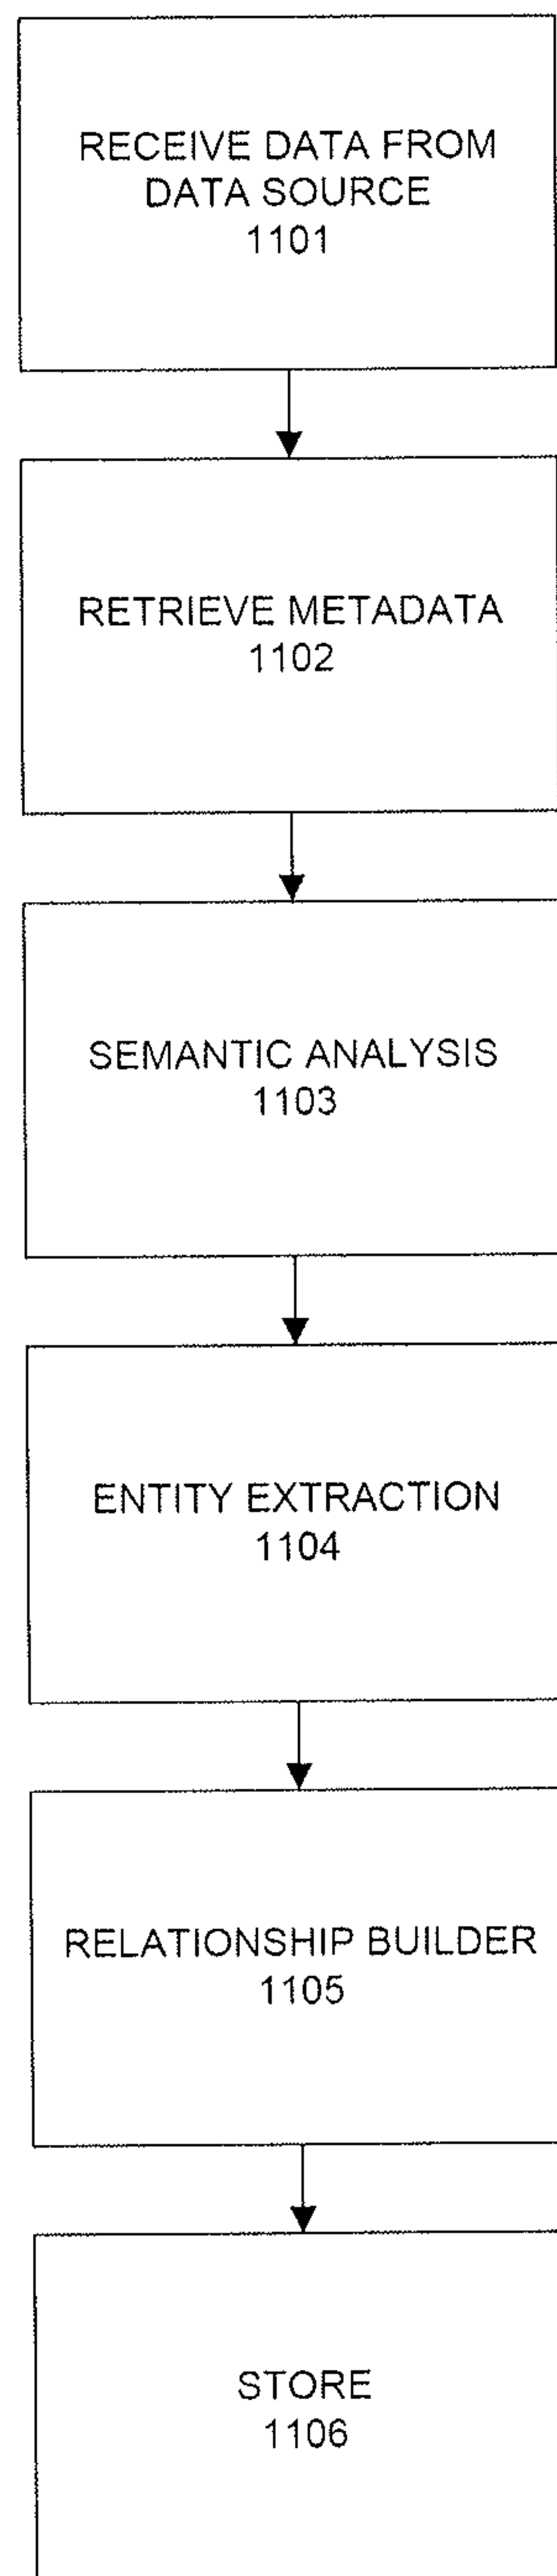 RECEIVE DATA FROM
DATA SOURCE
1101
RETRIEVE METADATA
1102
SEMANTIC ANALYSIS
1103
ENTITY EXTRACTION
1104
RELATIONSHIP BUILDER
1105
STORE
1106